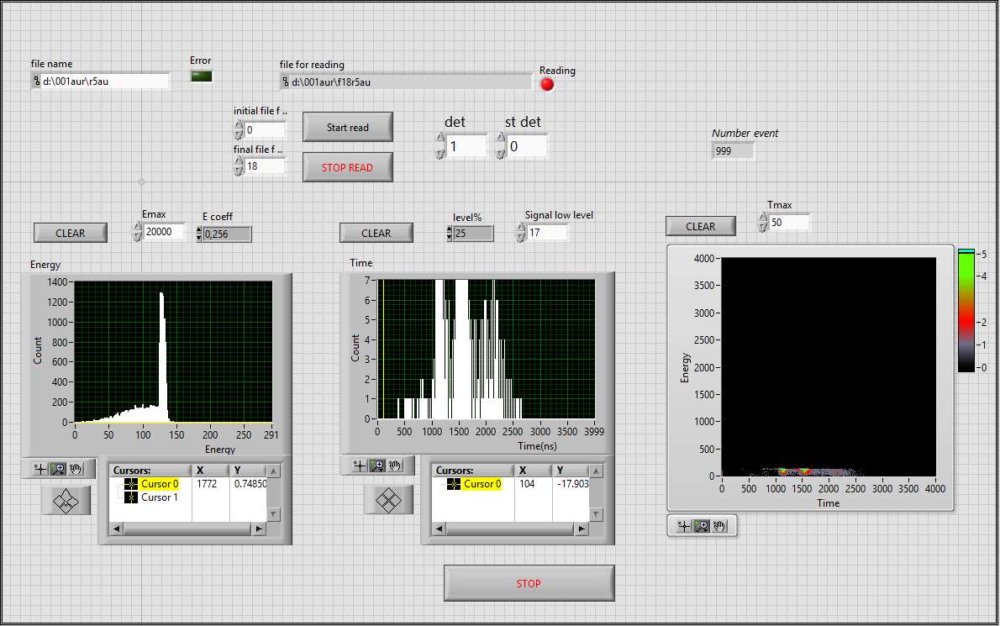 file name
d:\001aur\r5au
Error
file for reading
d:\001aur\f18r5au
Reading
initial file f ..
0
final file f ..
18
Start read
STOP READ
det
1
st det
0
Number event
999
CLEAR
Emax
20000
E coeff
0,256
CLEAR
level%
25
Signal low level
17
CLEAR
Tmax
50
Energy
1400
1200
1000
800
600
400
200
0
Count
0 50 100 150 200 250 291
Energy
Cursors: X Y
Cursor 0 1772 0.74850
Cursor 1
Time
7
6
5
4
3
2
1
0
Count
0 500 1000 1500 2000 2500 3000 3999
Time(ns)
Cursors: X Y
Cursor 0 104 -17.903
4000
3500
3000
2500
2000
1500
1000
500
0
Energy
0 500 1000 1500 2000 2500 3000 3500 4000
Time
5
4
2
1
0
STOP